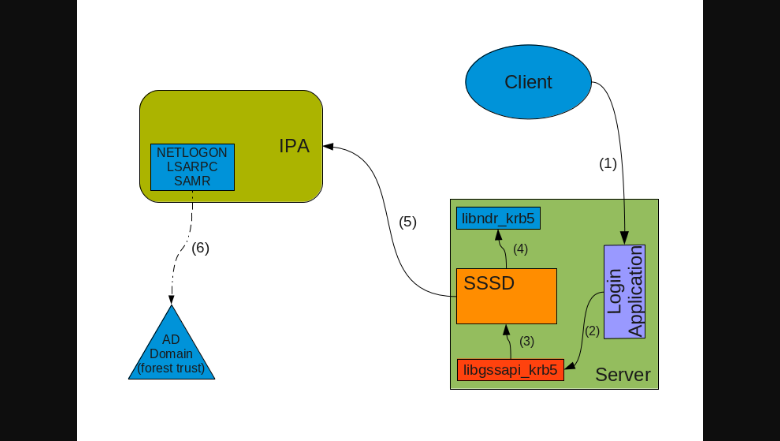 Client
IPA
NETLOGON
LSARPC
SAMR
(1)
(5)
libndr_krb5
(4)
(6)
SSSD
Login
Application
(2)
(3)
AD
Domain
(forest trust)
libgssapi_krb5
Server